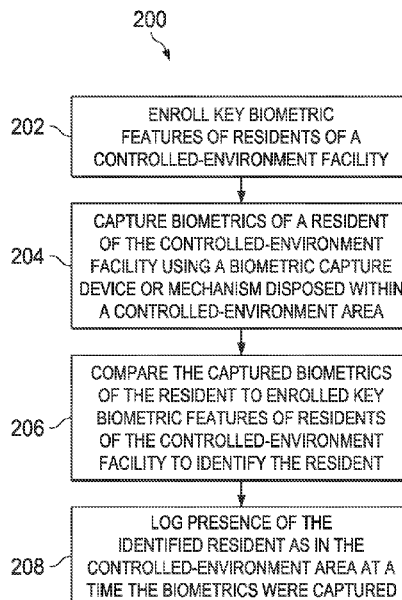 200
202
ENROLL KEY BIOMETRIC
FEATURES OF RESIDENTS OF A
CONTROLLED-ENVIRONMENT FACILITY
204
CAPTURE BIOMETRICS OF A RESIDENT
OF THE CONTROLLED-ENVIRONMENT
FACILITY USING A BIOMETRIC CAPTURE
DEVICE OR MECHANISM DISPOSED WITHIN
A CONTROLLED-ENVIRONMENT AREA
206
COMPARE THE CAPTURED BIOMETRICS
OF THE RESIDENT TO ENROLLED KEY
BIOMETRIC FEATURES OF RESIDENTS
OF THE CONTROLLED-ENVIRONMENT
FACILITY TO IDENTIFY THE RESIDENT
208
LOG PRESENCE OF THE
IDENTIFIED RESIDENT AS IN THE
CONTROLLED-ENVIRONMENT AREA AT A
TIME THE BIOMETRICS WERE CAPTURED